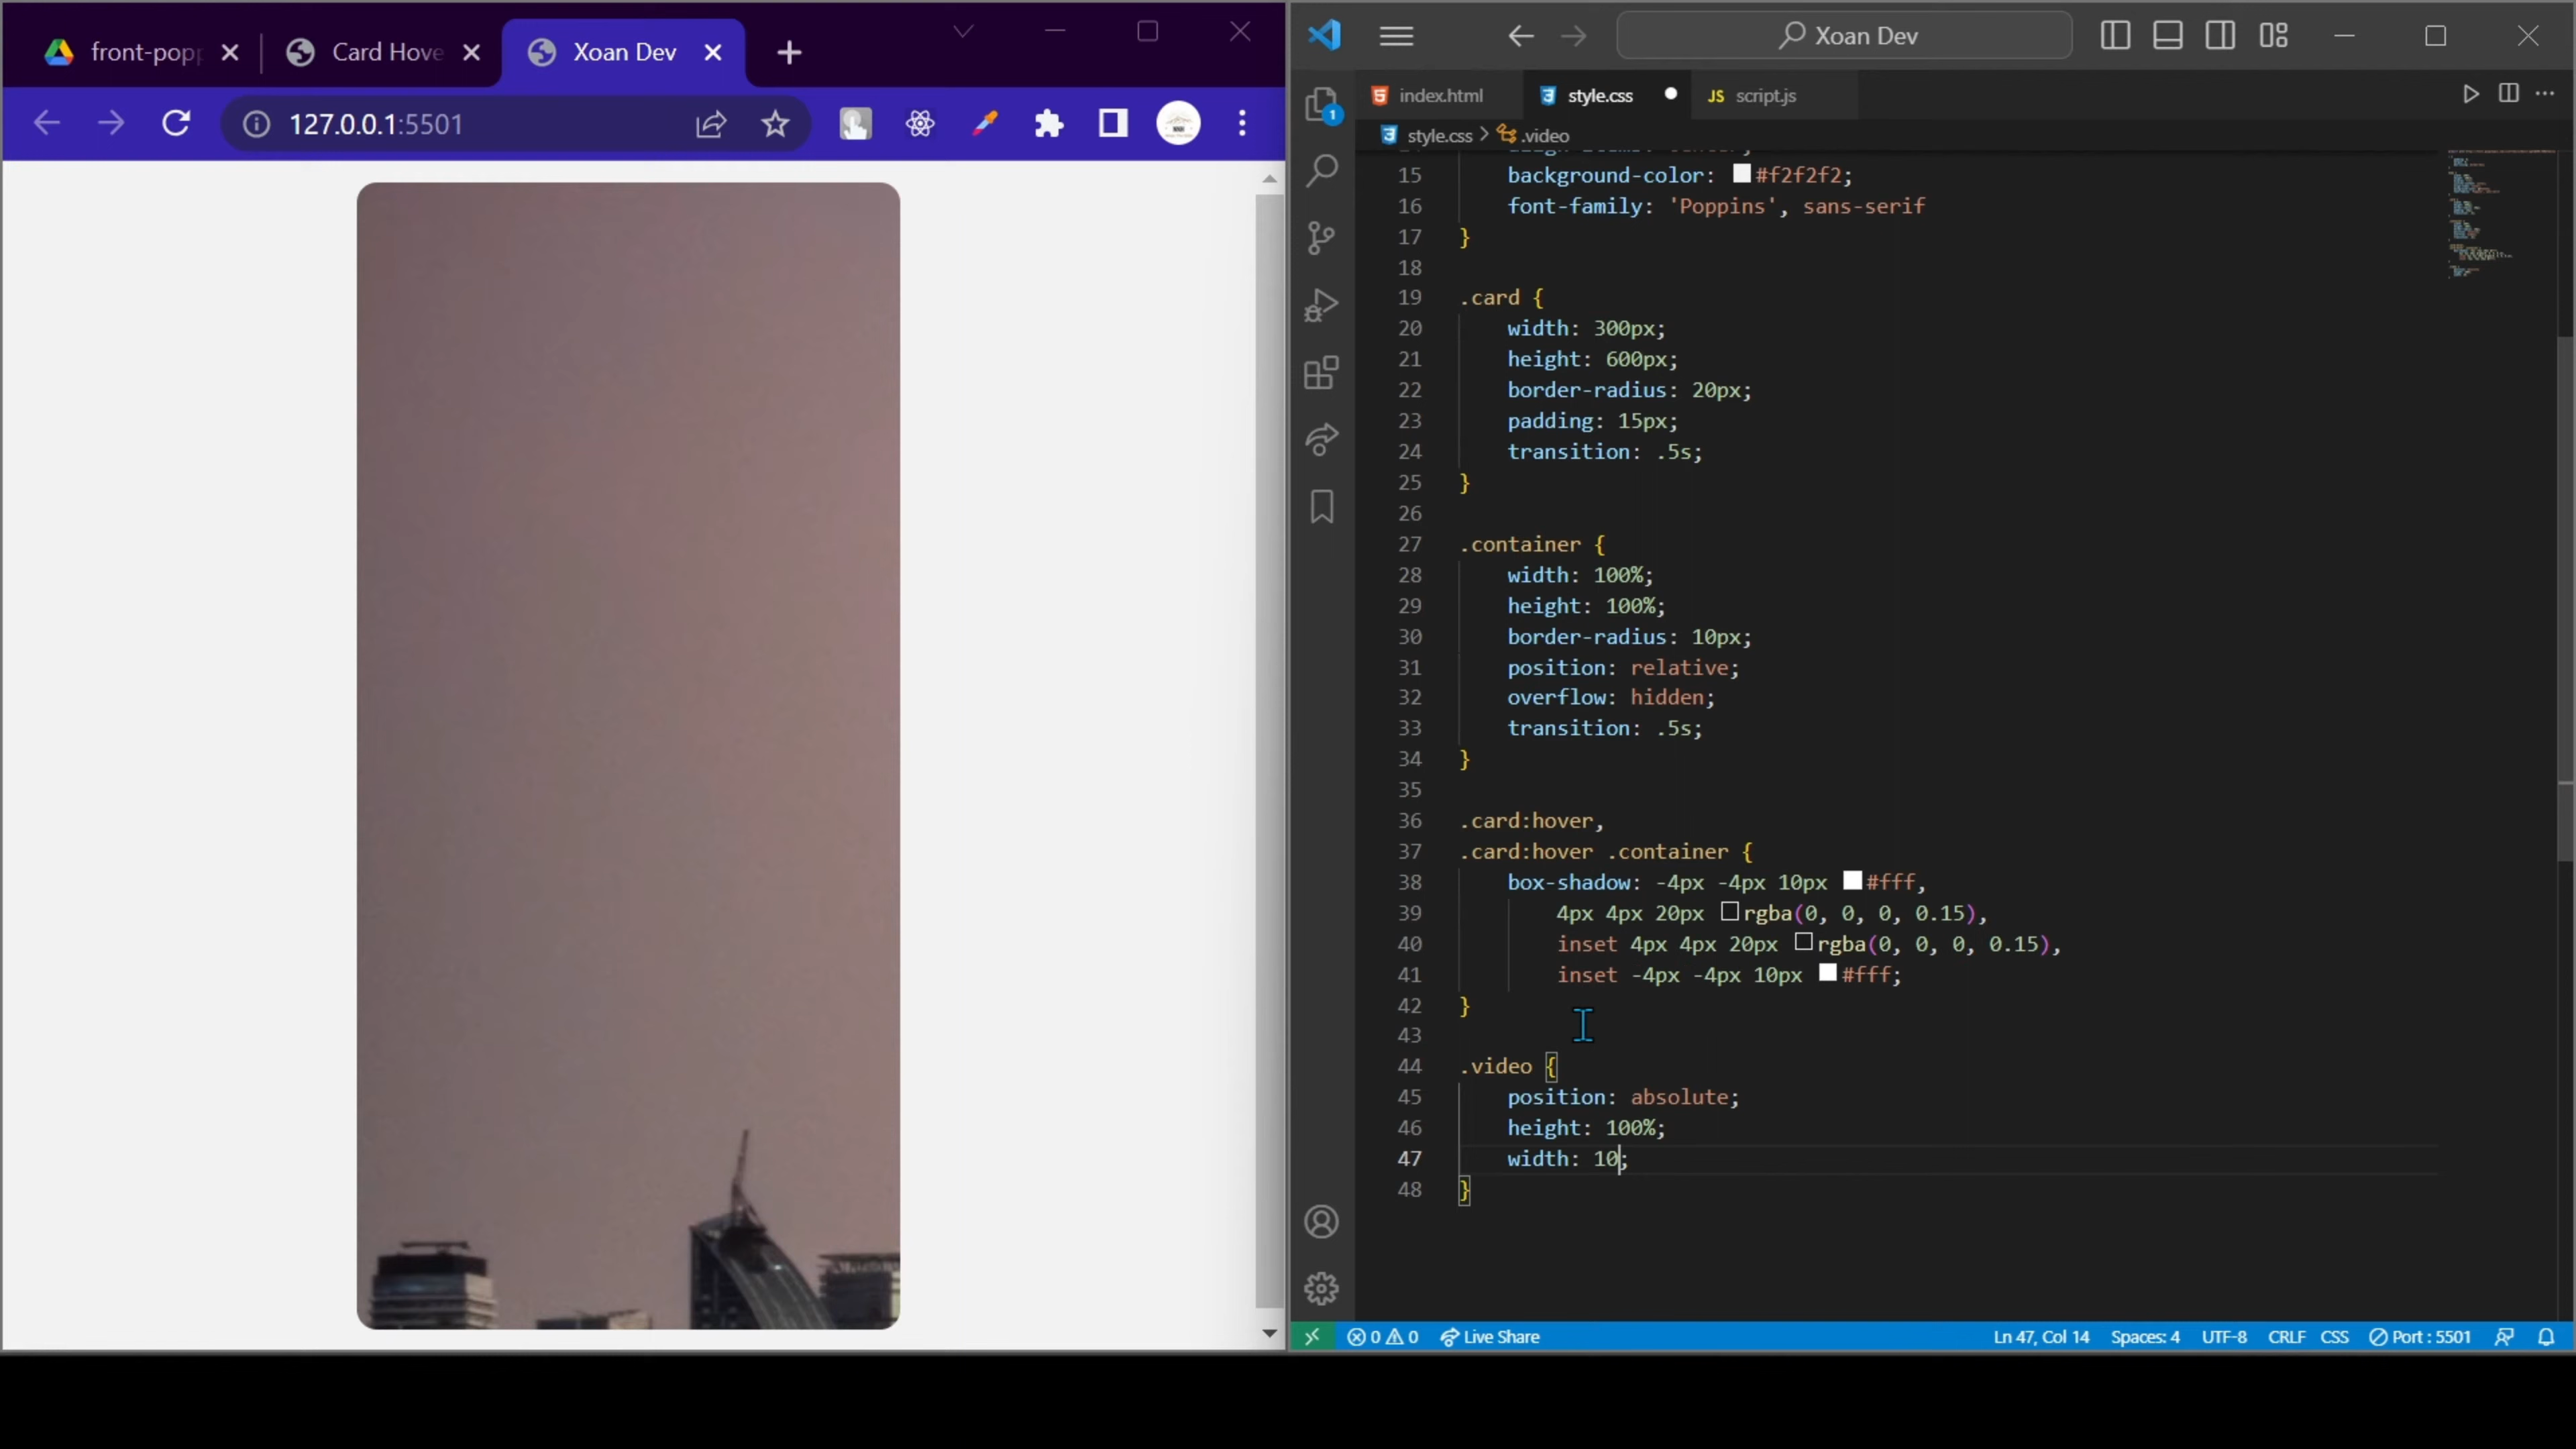 front-pop
Card Hove
Xoan Dev
127.0.0.1:5501
Xoan Dev
index.html
style.css
JS script.js
1
style.css > .video
15 background-color: #f2f2f2;
16 font-family: 'Poppins', sans-serif
17 }
18
19 .card {
20 width: 300px;
21 height: 600px;
22 border-radius: 20px;
23 padding: 15px;
24 transition: .5s;
25 }
26
27 .container {
28 width: 100%;
29 height: 100%;
30 border-radius: 10px;
31 position: relative;
32 overflow: hidden;
33 transition: .5s;
34 }
35
36 .card:hover,
37 .card:hover .container {
38 box-shadow: -4px -4px 10px #fff,
39 4px 4px 20px rgba(0, 0, 0, 0.15),
40 inset 4px 4px 20px rgba(0, 0, 0, 0.15),
41 inset -4px -4px 10px #fff;
42 }
43
44 .video {
45 position: absolute;
46 height: 100%;
47 width: 10;
48 }
0 0 Live Share Ln 47, Col 14 Spaces: 4 UTF-8 CRLF CSS Port : 5501